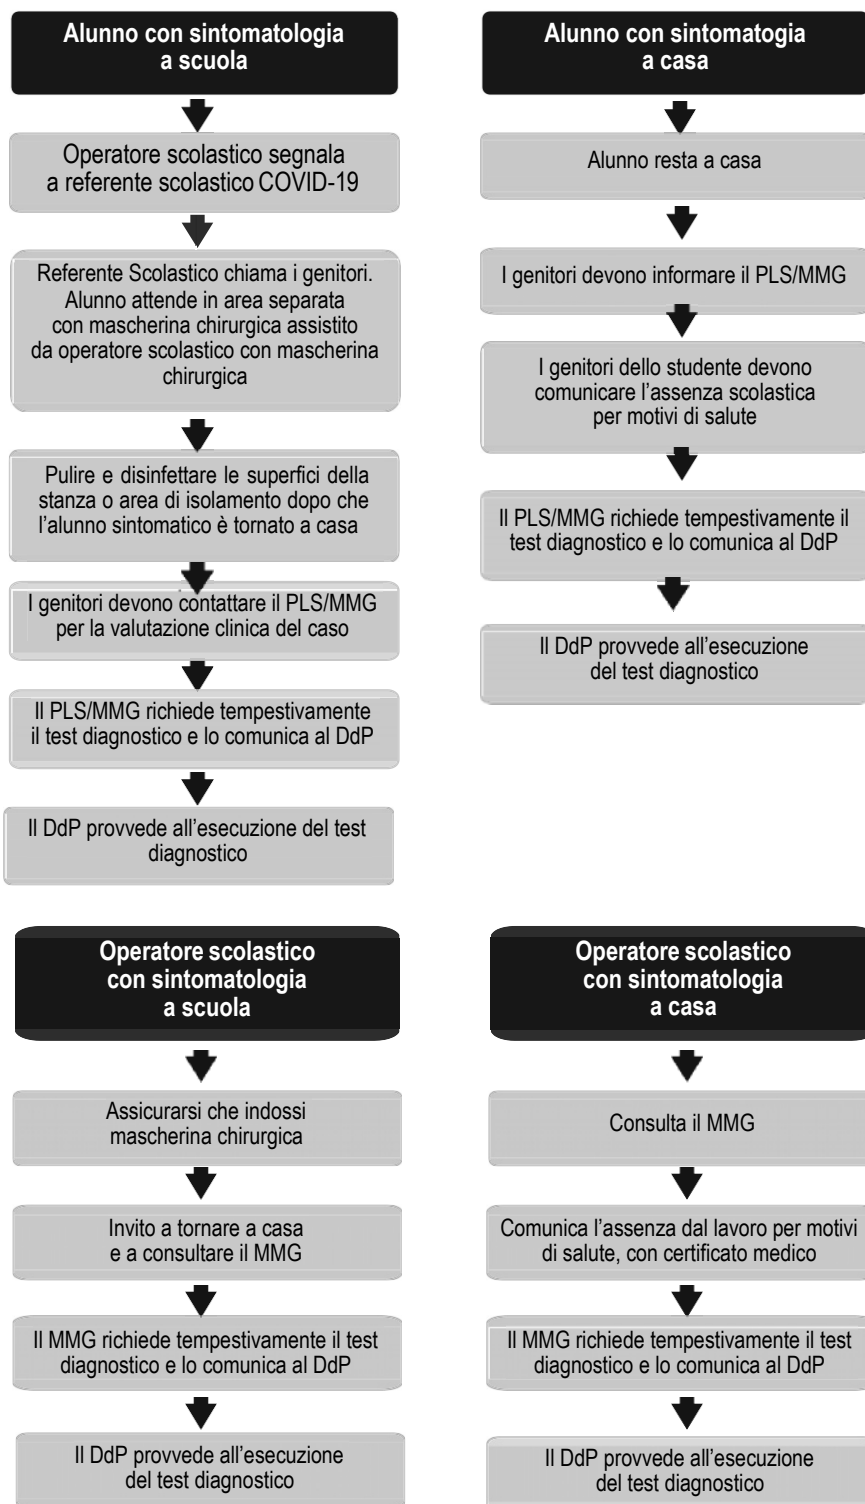 Alunno con sintomatologia
a scuola
Operatore scolastico segnala
a referente scolastico COVID-19
Referente Scolastico chiama i genitori.
Alunno attende in area separata
con mascherina chirurgica assistito
da operatore scolastico con mascherina
chirurgica
Pulire e disinfettare le superfici della
stanza o area di isolamento dopo che
l'alunno sintomatico è tornato a casa
I genitori devono contattare il PLS/MMG
per la valutazione clinica del caso
Il PLS/MMG richiede tempestivamente
il test diagnostico e lo comunica al DdP
Il DdP provvede all'esecuzione del test
diagnostico
Alunno con sintomatogia
a casa
Alunno resta a casa
I genitori devono informare il PLS/MMG
I genitori dello studente devono
comunicare l'assenza scolastica
per motivi di salute
Il PLS/MMG richiede tempestivamente il
test diagnostico e lo comunica al DdP
Il DdP provvede all'esecuzione
del test diagnostico
Operatore scolastico
con sintomatologia
a scuola
Assicurarsi che indossi
mascherina chirurgica
Invito a tornare a casa
e a consultare il MMG
Il MMG richiede tempestivamente il test
diagnostico e lo comunica al DdP
Il DdP provvede all'esecuzione
del test diagnostico
Operatore scolastico
con sintomatologia
a casa
Consulta il MMG
Comunica l'assenza dal lavoro per motivi
di salute, con certificato medico
Il MMG richiede tempestivamente il test
diagnostico e lo comunica al DdP
Il DdP provvede all'esecuzione
del test diagnostico